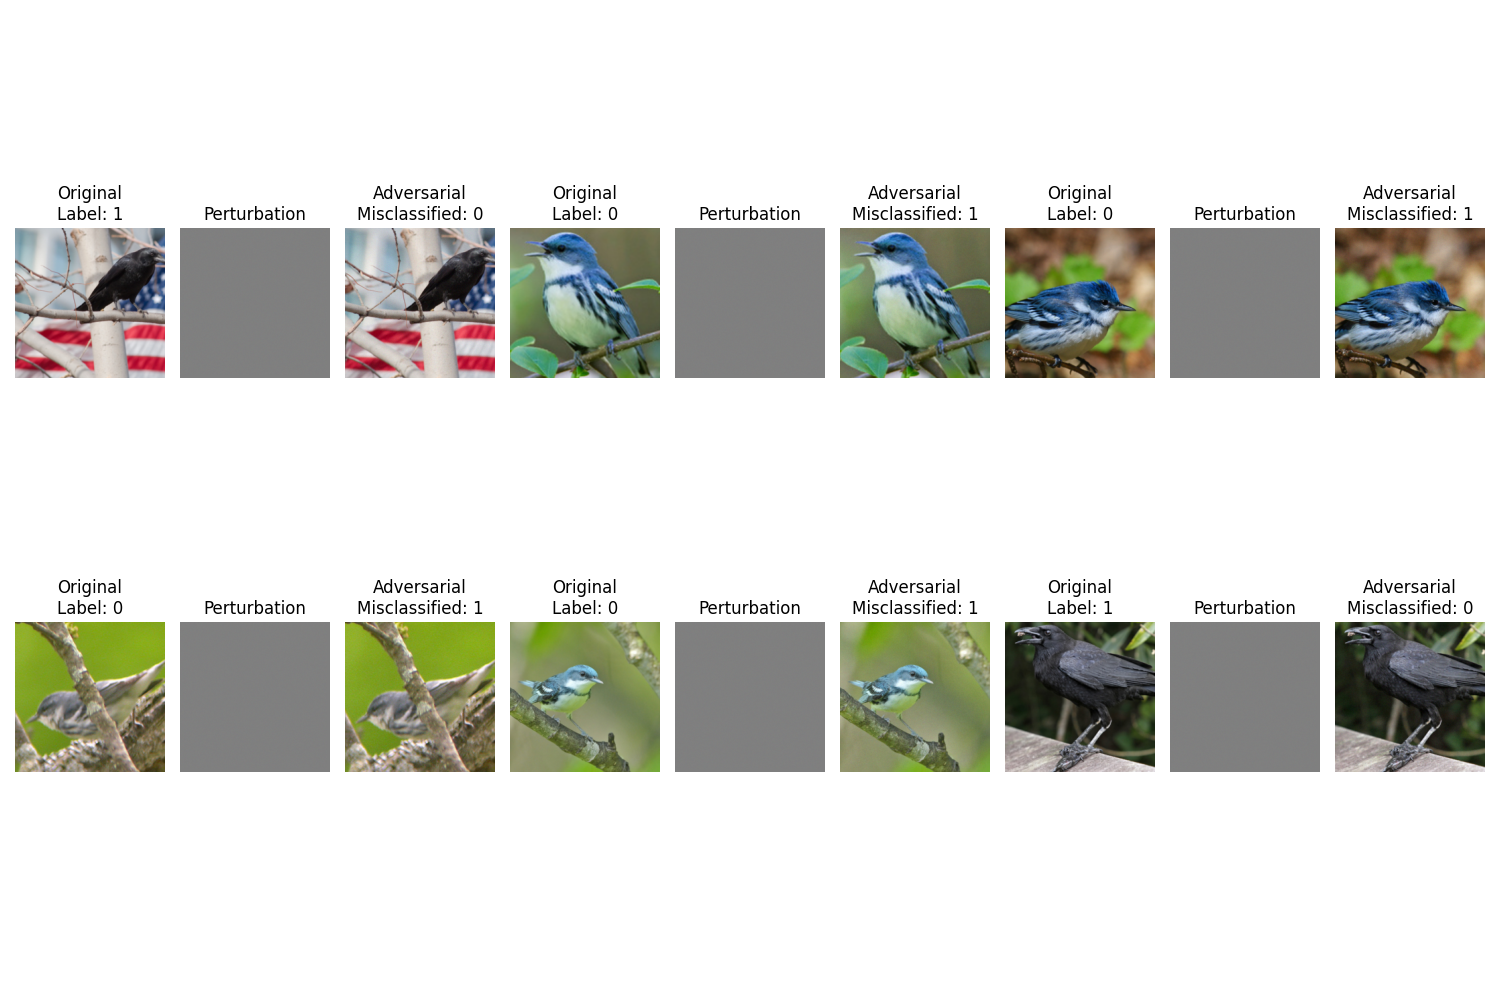 Original
Label: 1
Perturbation
Adversarial
Misclassified: 0
Original
Label: 0
Perturbation
Adversarial
Misclassified: 1
Original
Label: 0
Perturbation
Adversarial
Misclassified: 1
Original
Label: 0
Perturbation
Adversarial
Misclassified: 1
Original
Label: 0
Perturbation
Adversarial
Misclassified: 1
Original
Label: 1
Perturbation
Adversarial
Misclassified: 0